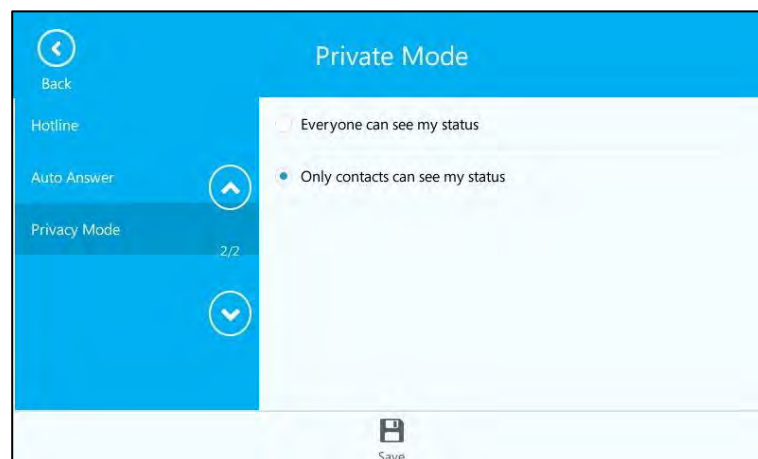 Private Mode
Back
Hotline
Everyone can see my status
Auto Answer
Only contacts can see my status
Privacy Mode
2/2
Save